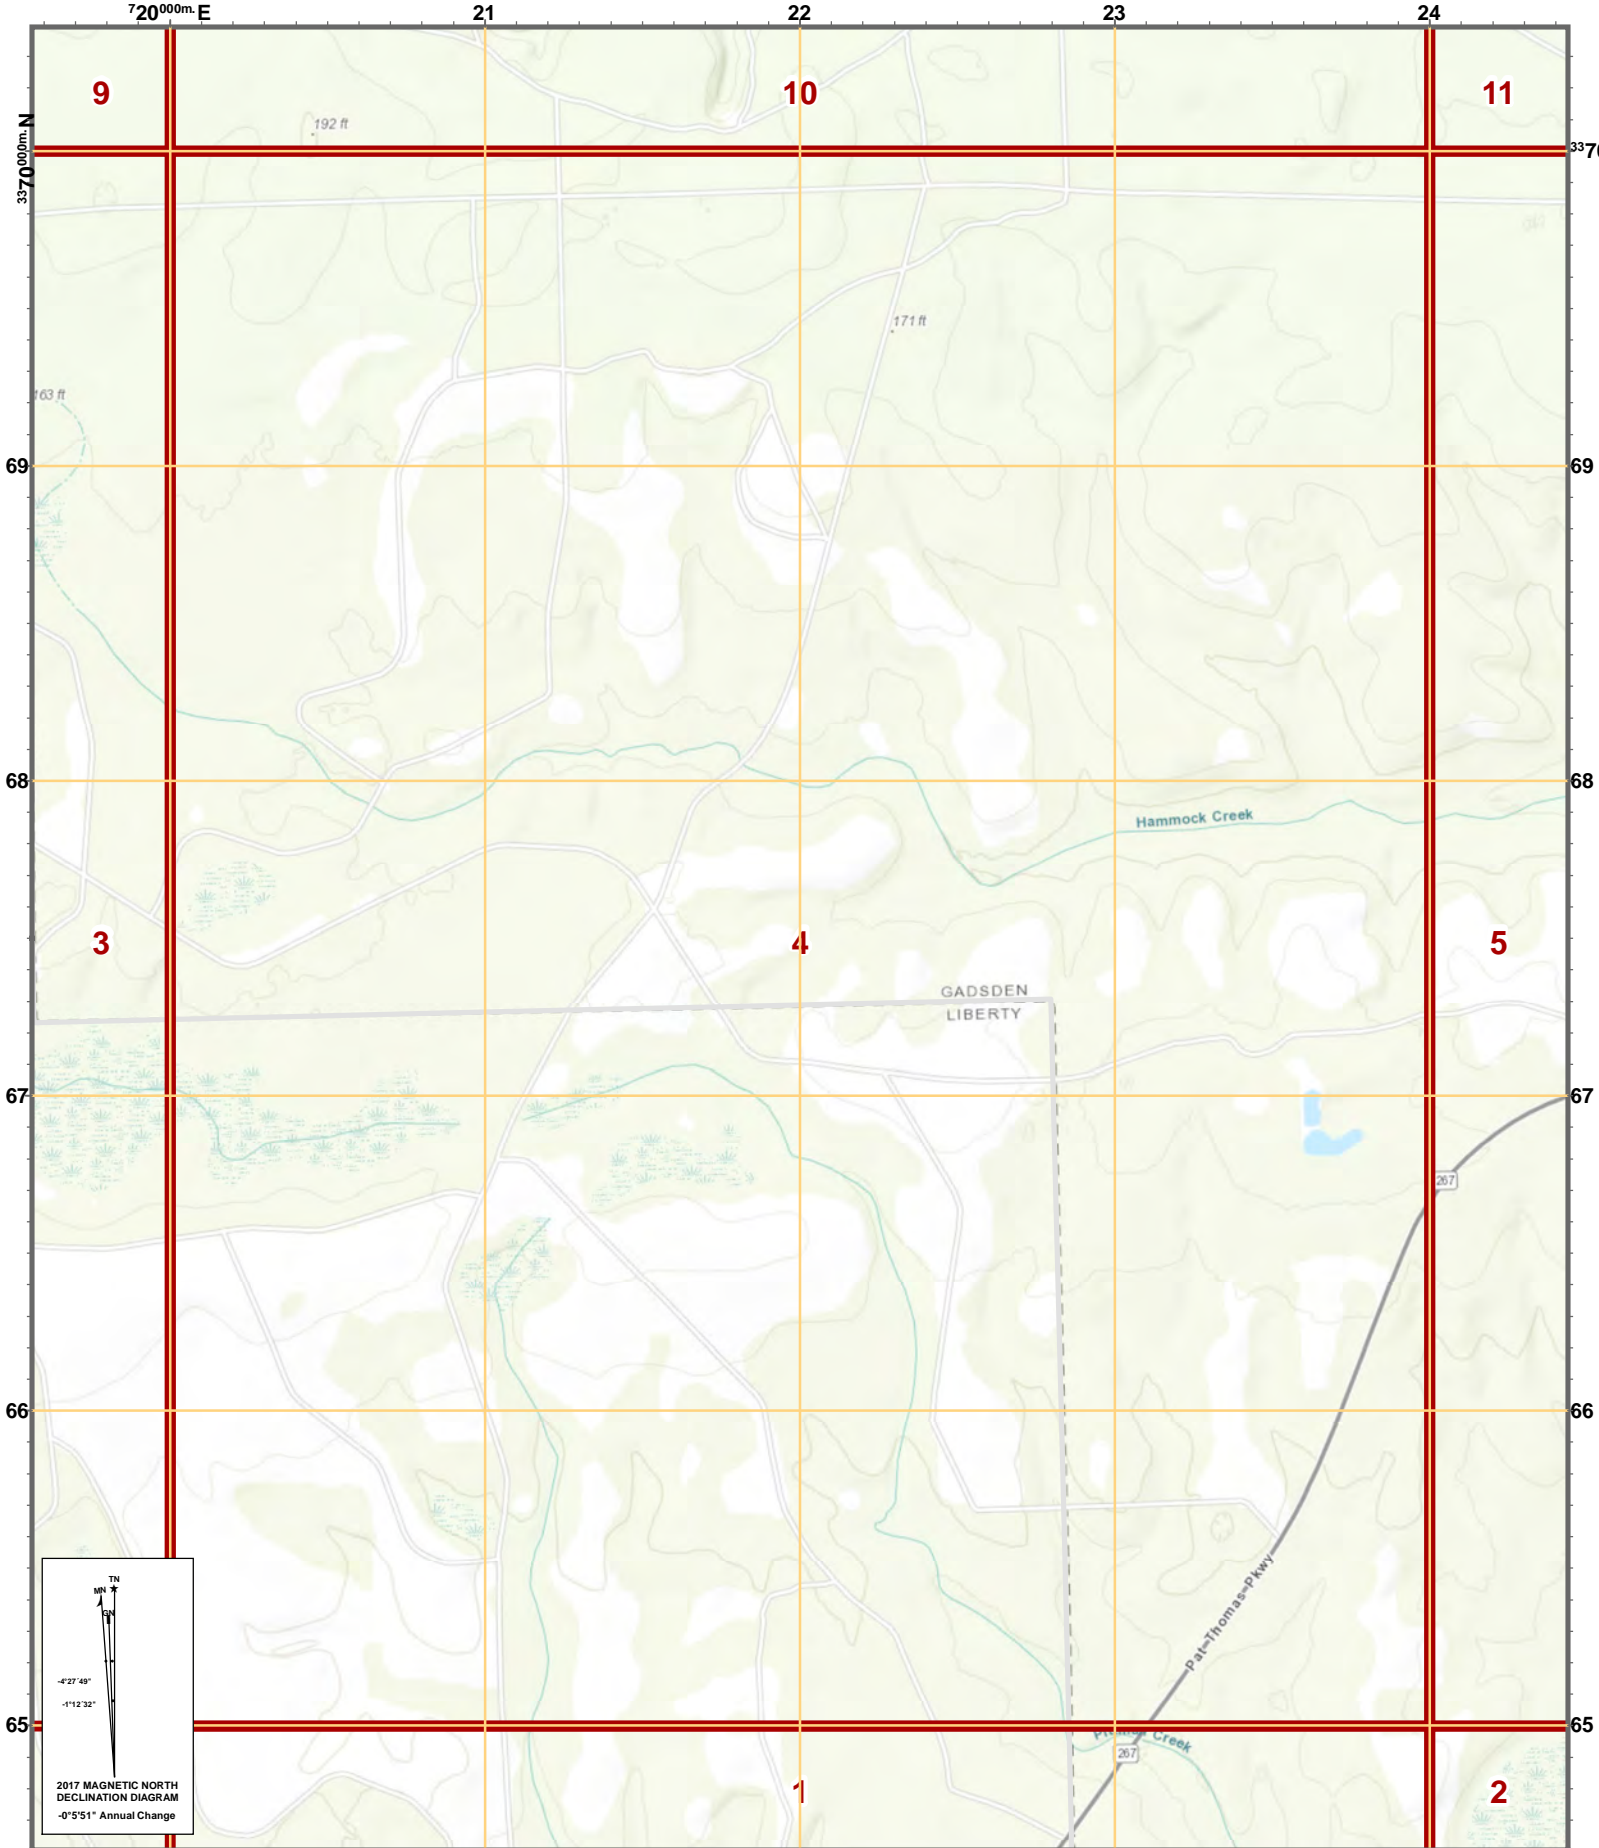 720000m. E 21 22 23 24
9 10 11
3370000m. N
3370
192 ft
171 ft
163 ft
69 69
68 68
Hammock Creek
3 4 5
GADSDEN
LIBERTY
67 67
267
66 66
Pat Thomas Pkwy
65 65
Creek
267
1 2
TN
MN
GN
-4°27'49"
-1°12'32"
2017 MAGNETIC NORTH
DECLINATION DIAGRAM
-0°5'51" Annual Change